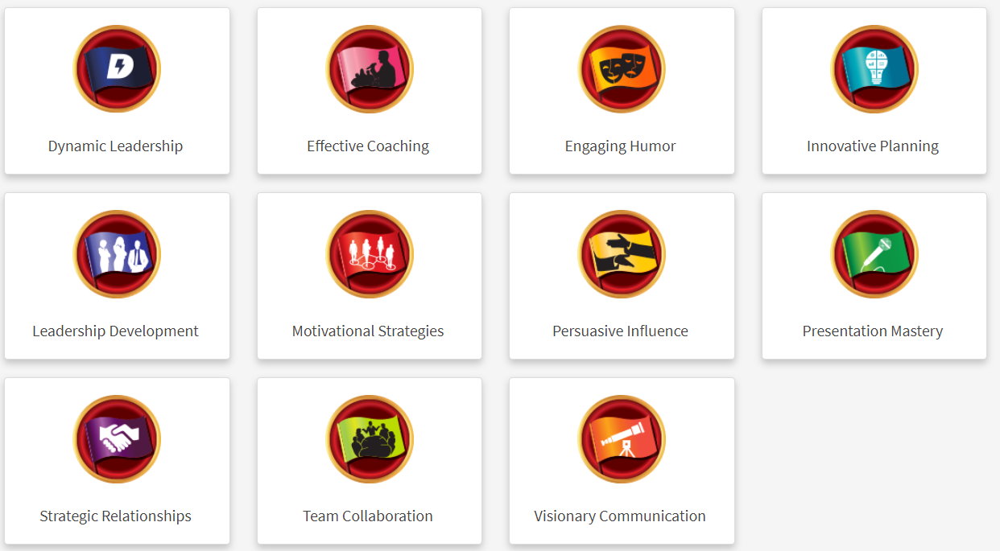 D
Dynamic Leadership
Effective Coaching
Engaging Humor
Innovative Planning
Leadership Development
Motivational Strategies
Persuasive Influence
Presentation Mastery
Strategic Relationships
Team Collaboration
Visionary Communication